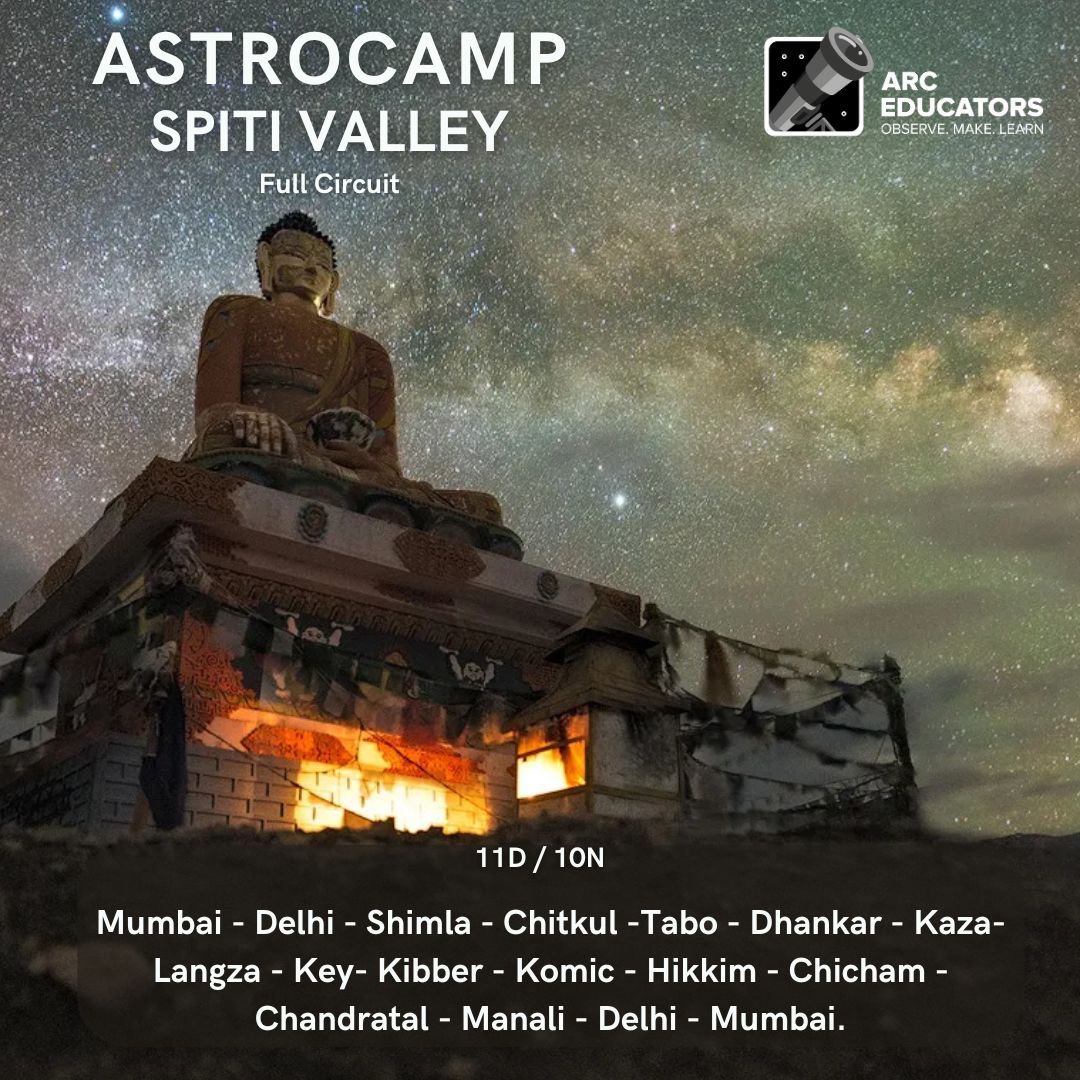 ASTROCAMP
SPITI VALLEY
Full Circuit
ARC
EDUCATORS
OBSERVE. MAKE. LEARN
11D / 10N
Mumbai - Delhi - Shimla - Chitkul -Tabo - Dhankar - Kaza-
Langza - Key- Kibber - Komic - Hikkim - Chicham -
Chandratal - Manali - Delhi - Mumbai.